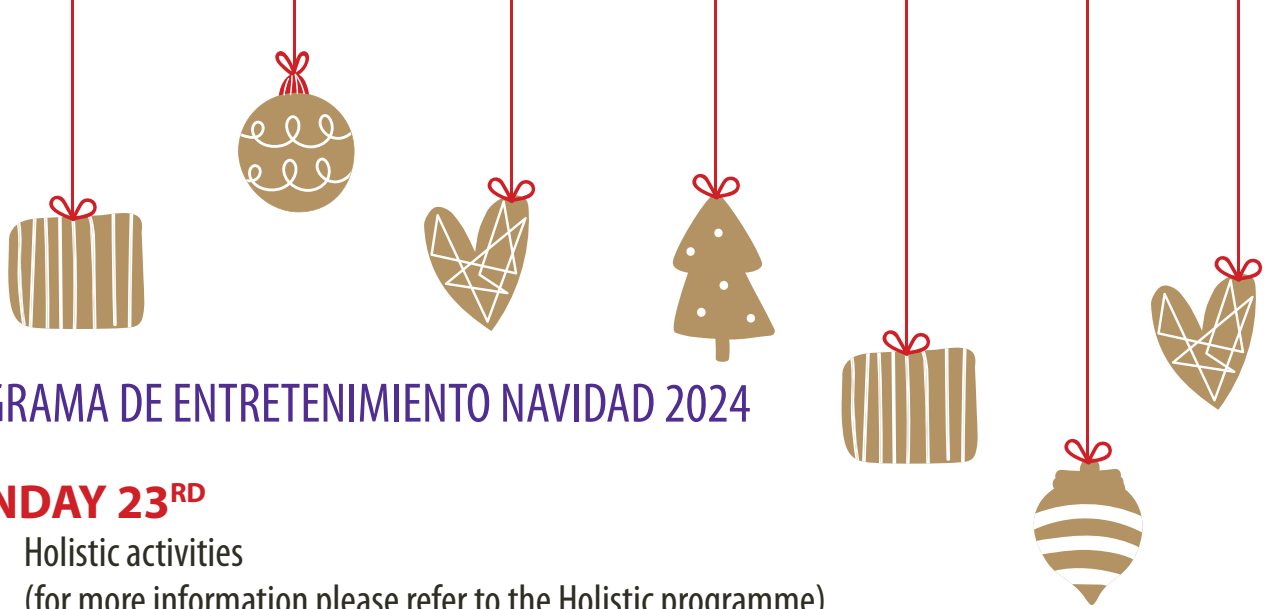 GRAMA DE ENTRETENIMIENTO NAVIDAD 2024
NDAY 23RD
Holistic activities
(for more information please refer to the Holistic programme)